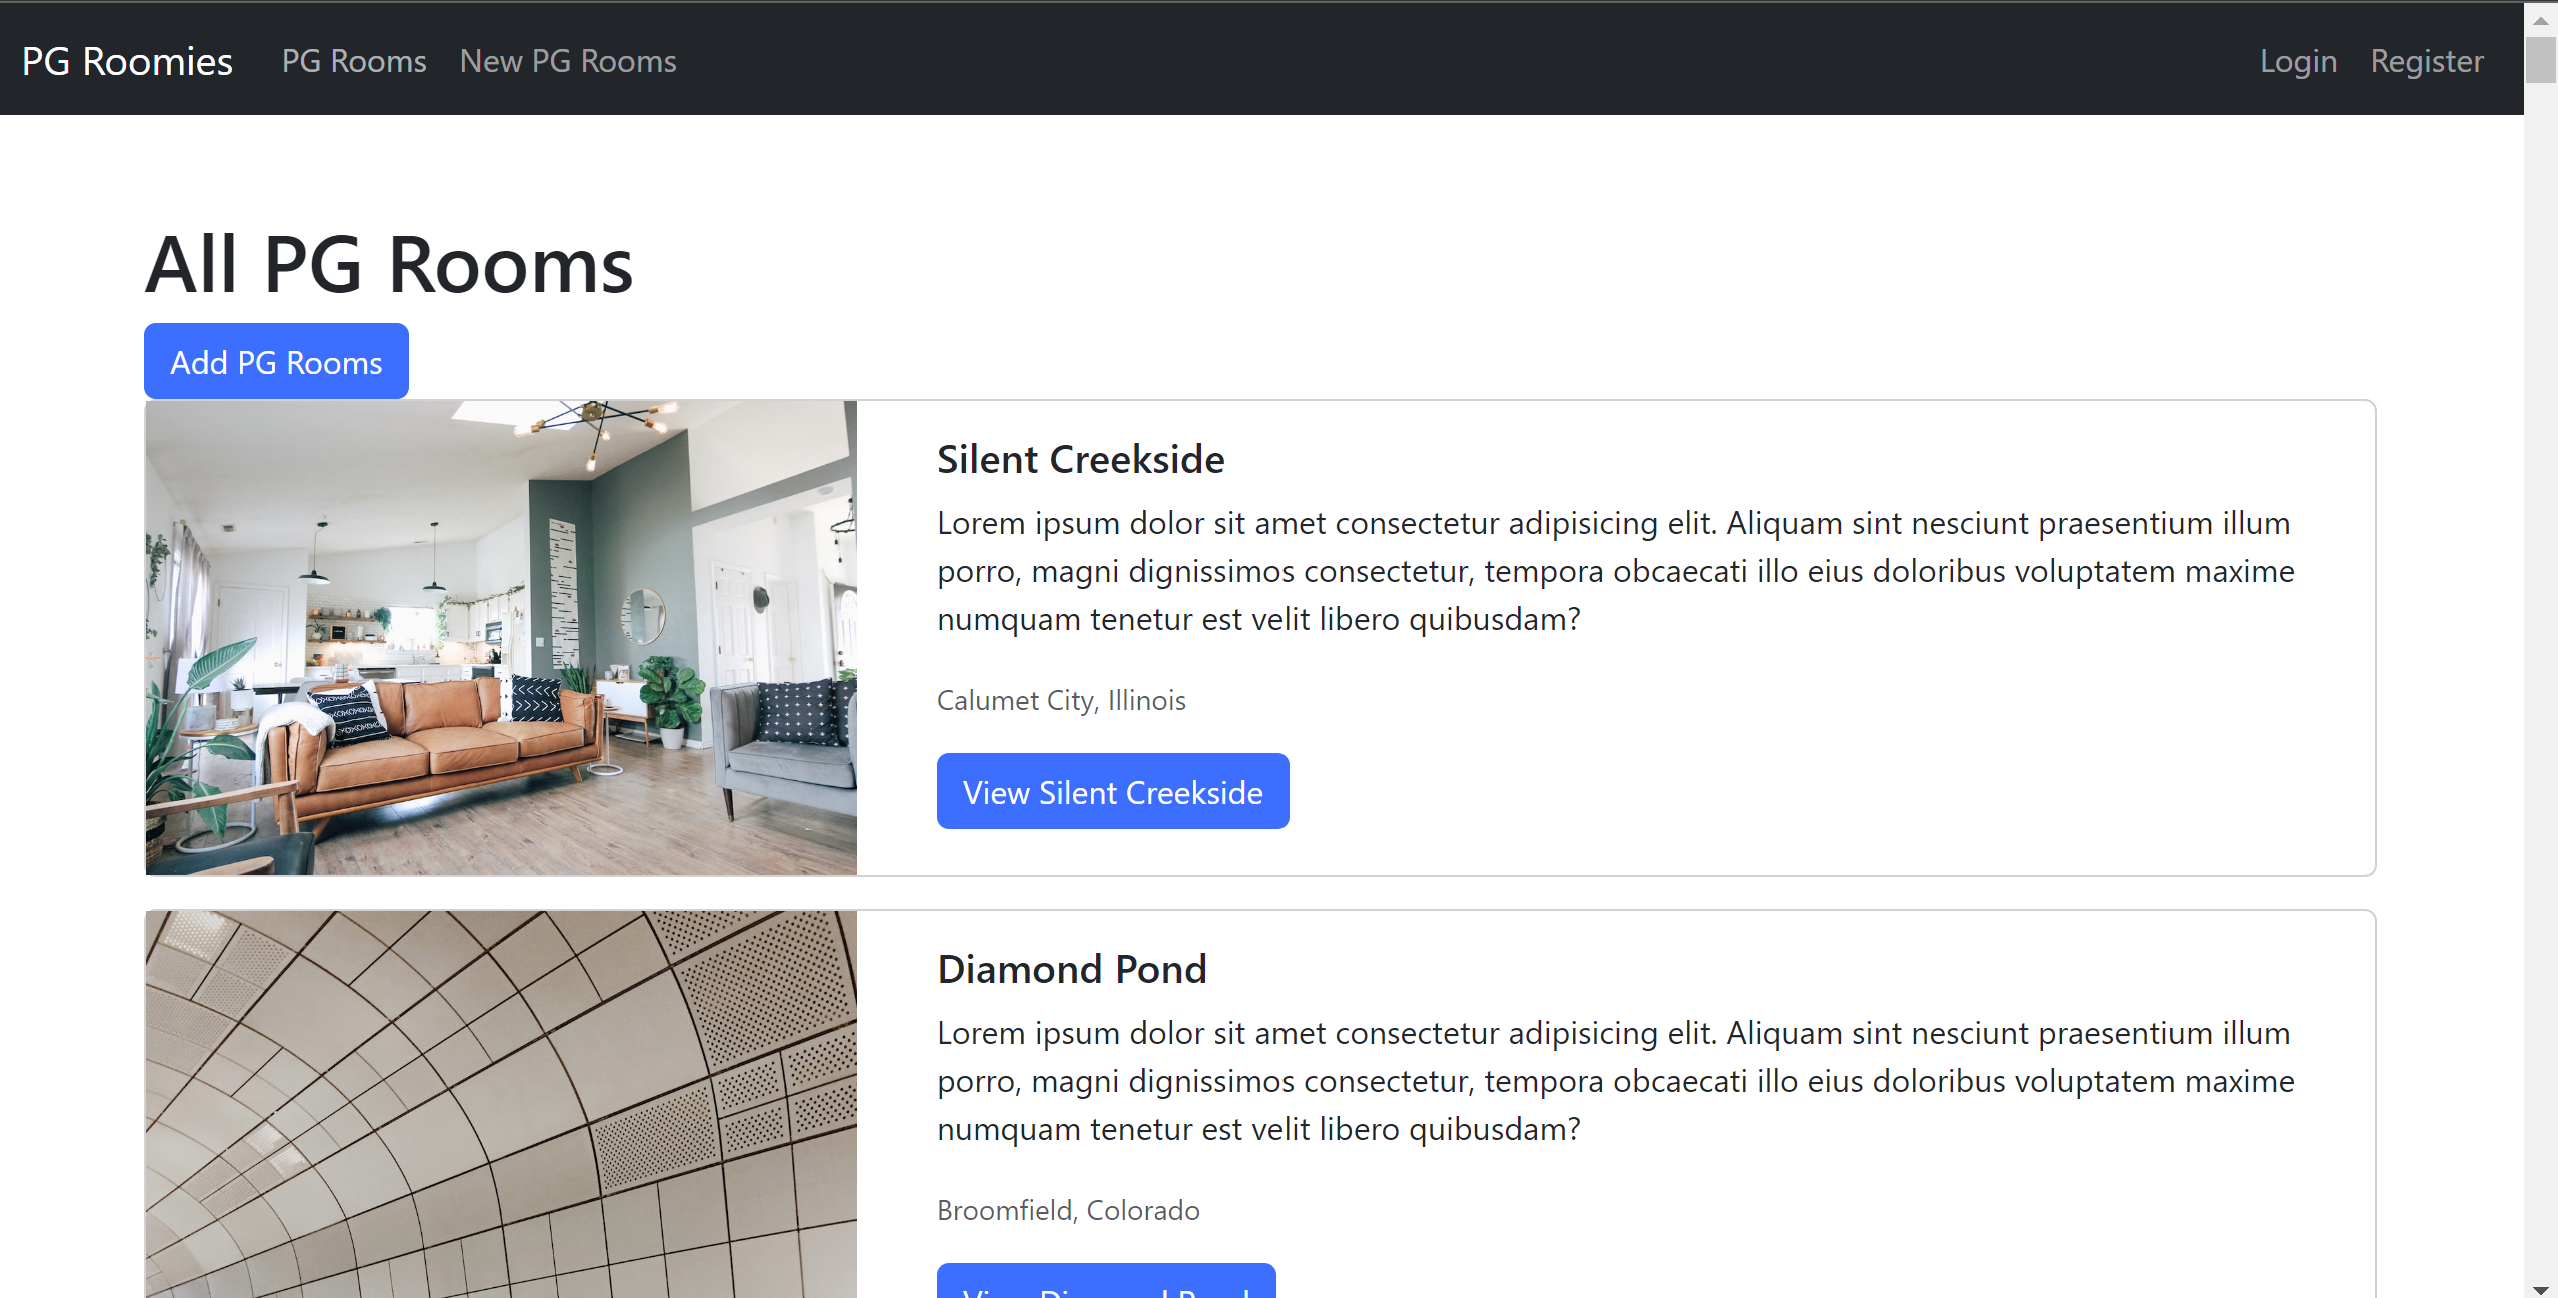 PG Roomies PG Rooms New PG Rooms Login Register
All PG Rooms
Add PG Rooms
Silent Creekside
Lorem ipsum dolor sit amet consectetur adipisicing elit. Aliquam sint nesciunt praesentium illum
porro, magni dignissimos consectetur, tempora obcaecati illo eius doloribus voluptatem maxime
numquam tenetur est velit libero quibusdam?
Calumet City, Illinois
View Silent Creekside
Diamond Pond
Lorem ipsum dolor sit amet consectetur adipisicing elit. Aliquam sint nesciunt praesentium illum
porro, magni dignissimos consectetur, tempora obcaecati illo eius doloribus voluptatem maxime
numquam tenetur est velit libero quibusdam?
Broomfield, Colorado
View Diamond Pond